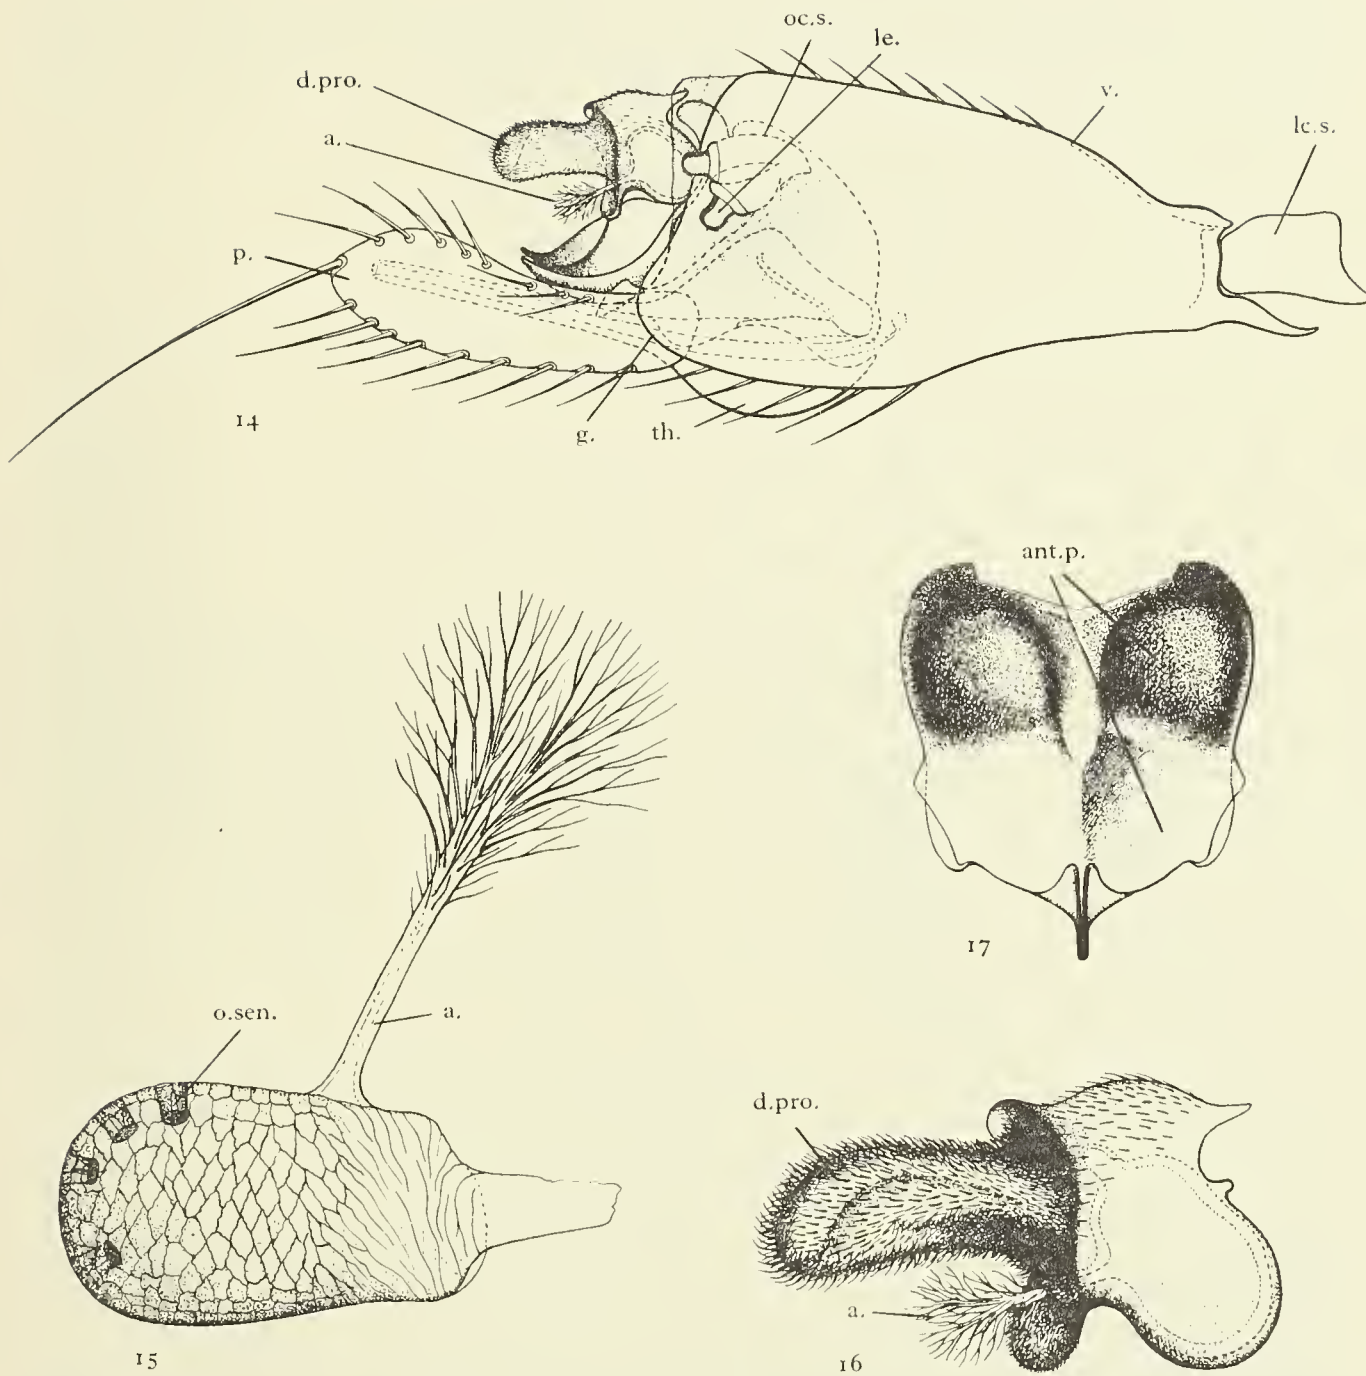 oc.s.
le.
d.pro.
v.
a.
lc.s.
p.
14
g.
th.
ant.p.
17
o.sen.
a.
d.pro.
a.
15
16